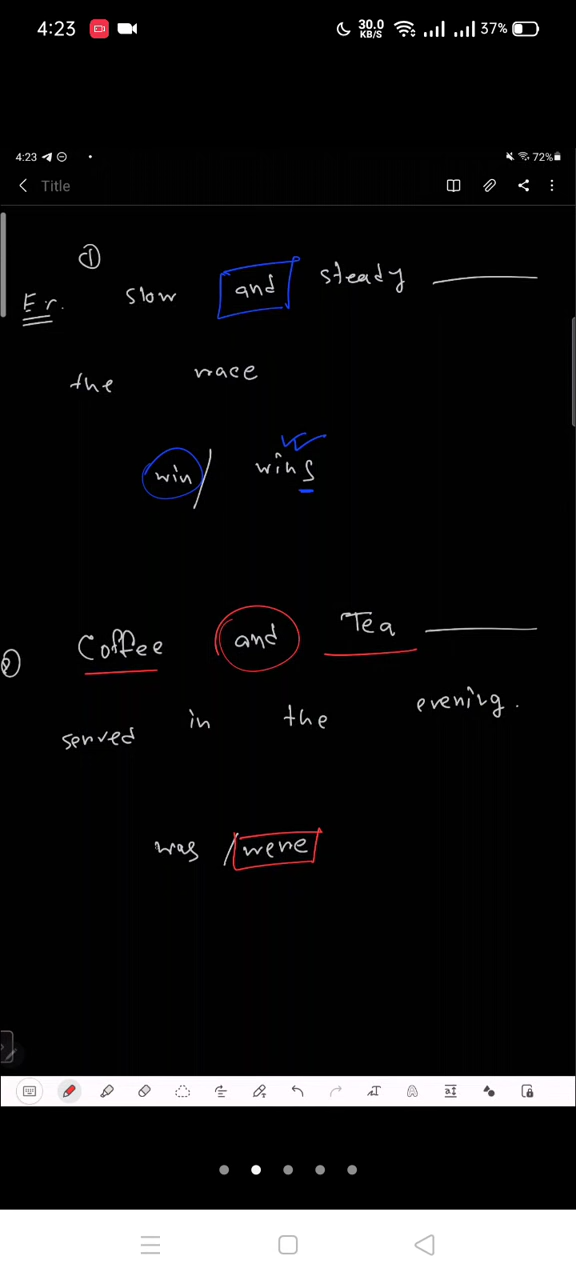 4:23 30.0 KB/S 37%
4:23 72%
Title
①
Ex. slow and steady
the race
win/ wins
② Coffee and Tea
served in the evening.
was / were